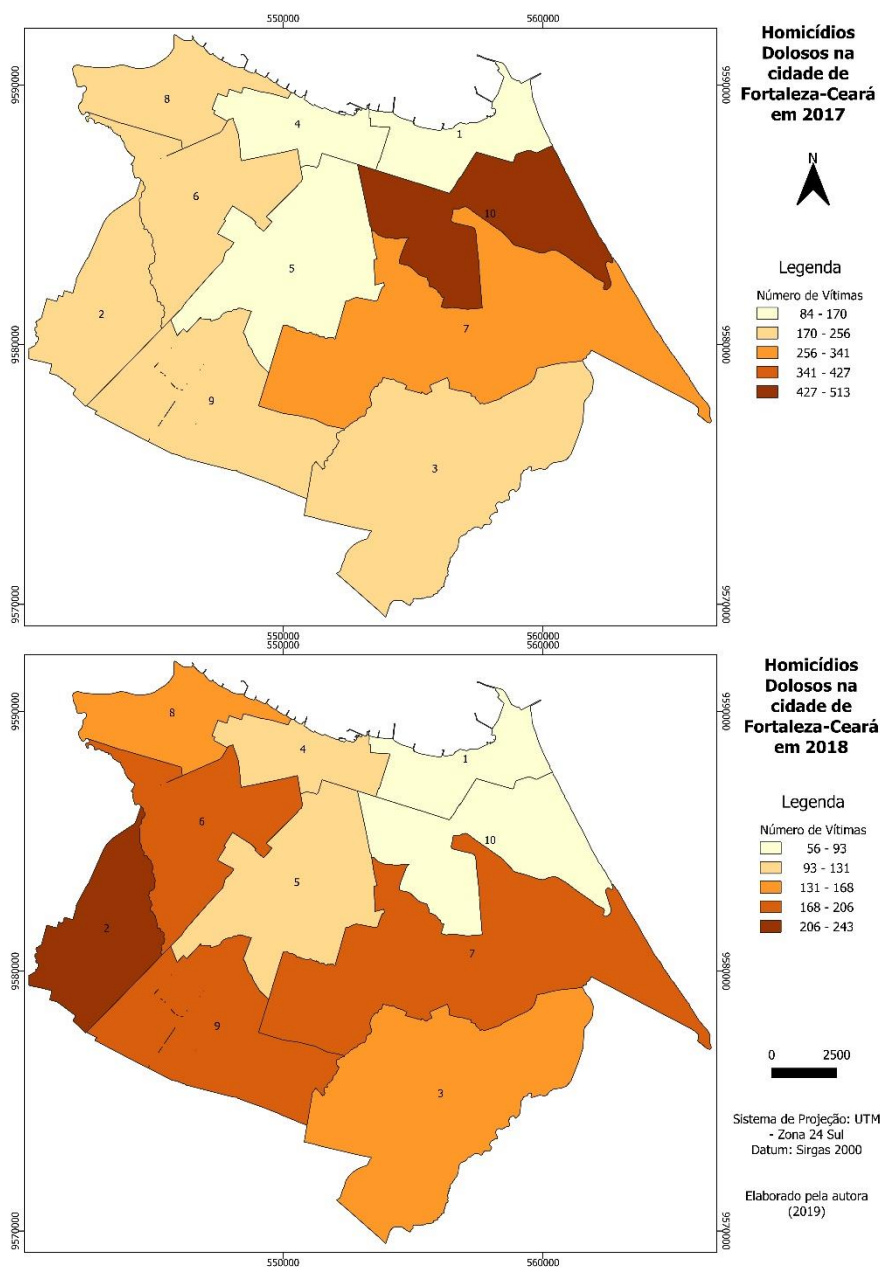 550000
560000
9590000
9580000
9570000
9590000
9580000
9570000
8
4
1
6
10
5
2
7
9
3
550000
560000
Homicídios
Dolosos na
cidade de
Fortaleza-Ceará
em 2017
N
Legenda
Número de Vítimas
84 - 170
170 - 256
256 - 341
341 - 427
427 - 513
550000
560000
9590000
9580000
9570000
9590000
9580000
9570000
8
4
1
6
10
5
2
7
9
3
550000
560000
Homicídios
Dolosos na
cidade de
Fortaleza-Ceará
em 2018
Legenda
Número de Vítimas
56 - 93
93 - 131
131 - 168
168 - 206
206 - 243
0 2500
Sistema de Projeção: UTM
- Zona 24 Sul
Datum: Sirgas 2000
Elaborado pela autora
(2019)